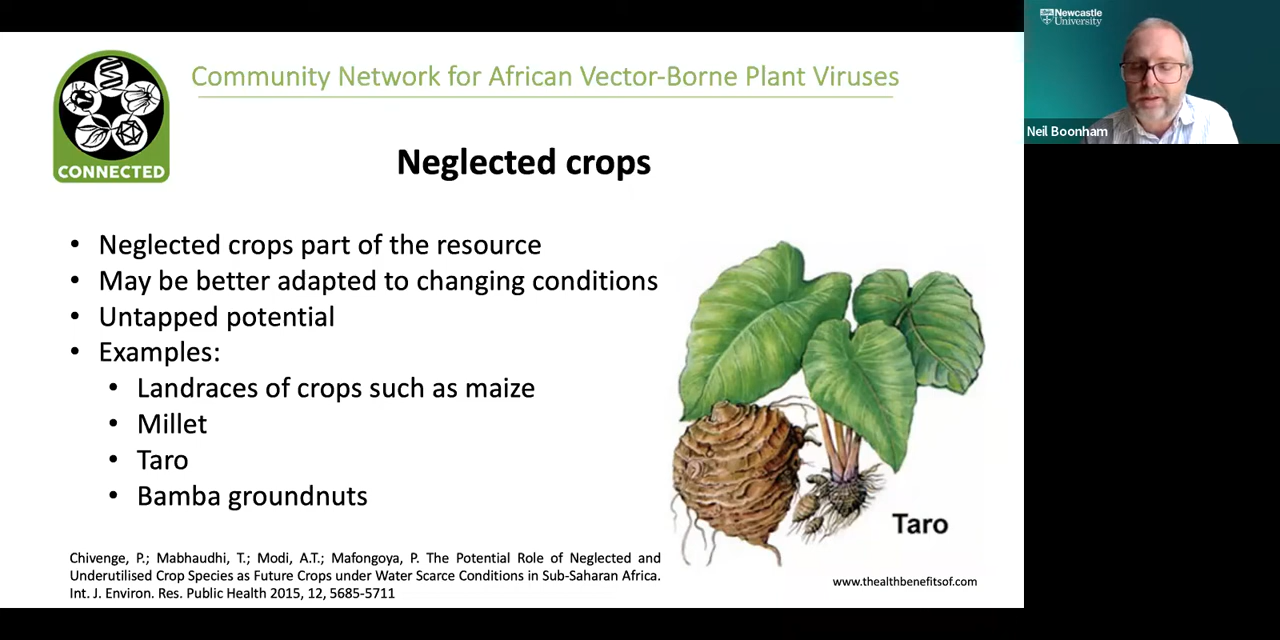 Newcastle
University
Neil Boonham
Community Network for African Vector-Borne Plant Viruses
CONNECTED
Neglected crops
• Neglected crops part of the resource
• May be better adapted to changing conditions
• Untapped potential
• Examples:
• Landraces of crops such as maize
• Millet
• Taro
• Bamba groundnuts
Taro
Chivenge, P.; Mabhaudhi, T.; Modi, A.T.; Mafongoya, P. The Potential Role of Neglected and
Underutilised Crop Species as Future Crops under Water Scarce Conditions in Sub-Saharan Africa.
Int. J. Environ. Res. Public Health 2015, 12, 5685-5711
www.thealthbenefitsof.com